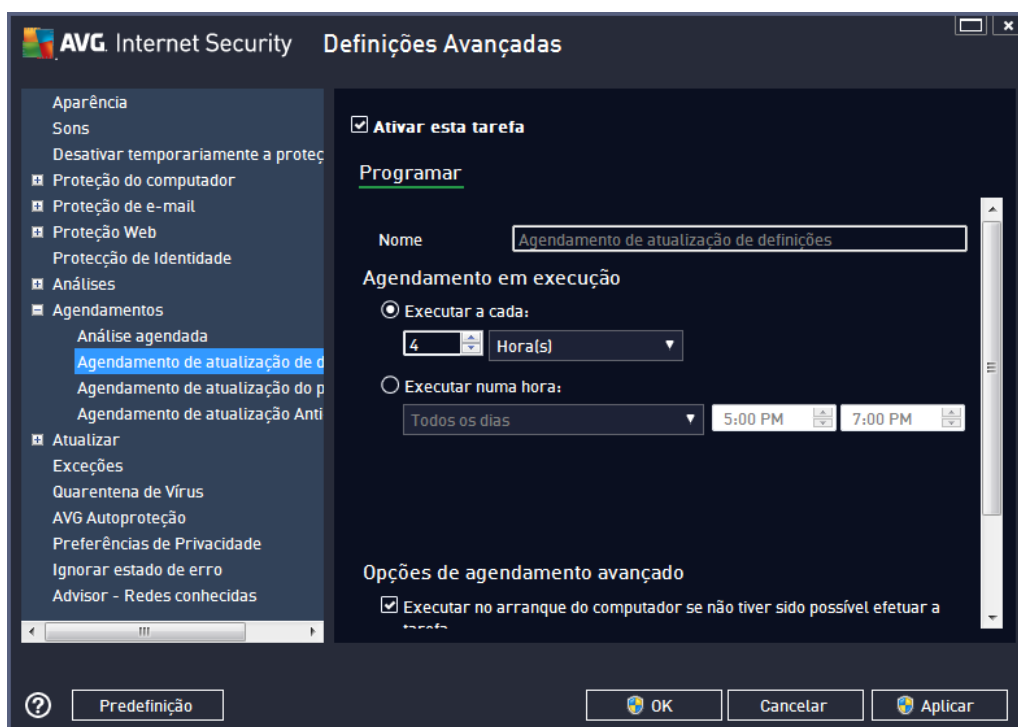 AVG. Internet Security Definições Avançadas
Aparência
Sons
Desativar temporariamente a proteç
Proteção do computador
Proteção de e-mail
Proteção Web
Protecção de Identidade
Análises
Agendamentos
Análise agendada
Agendamento de atualização de d
Agendamento de atualização do p
Agendamento de atualização Anti
Atualizar
Exceções
Quarentena de Vírus
AVG Autoproteção
Preferências de Privacidade
Ignorar estado de erro
Advisor - Redes conhecidas
Ativar esta tarefa
Programar
Nome Agendamento de atualização de definições
Agendamento em execução
Executar a cada:
4 Hora(s)
Executar numa hora:
Todos os dias 5:00 PM 7:00 PM
Opções de agendamento avançado
Executar no arranque do computador se não tiver sido possível efetuar a
tarefa
Predefinição OK Cancelar Aplicar